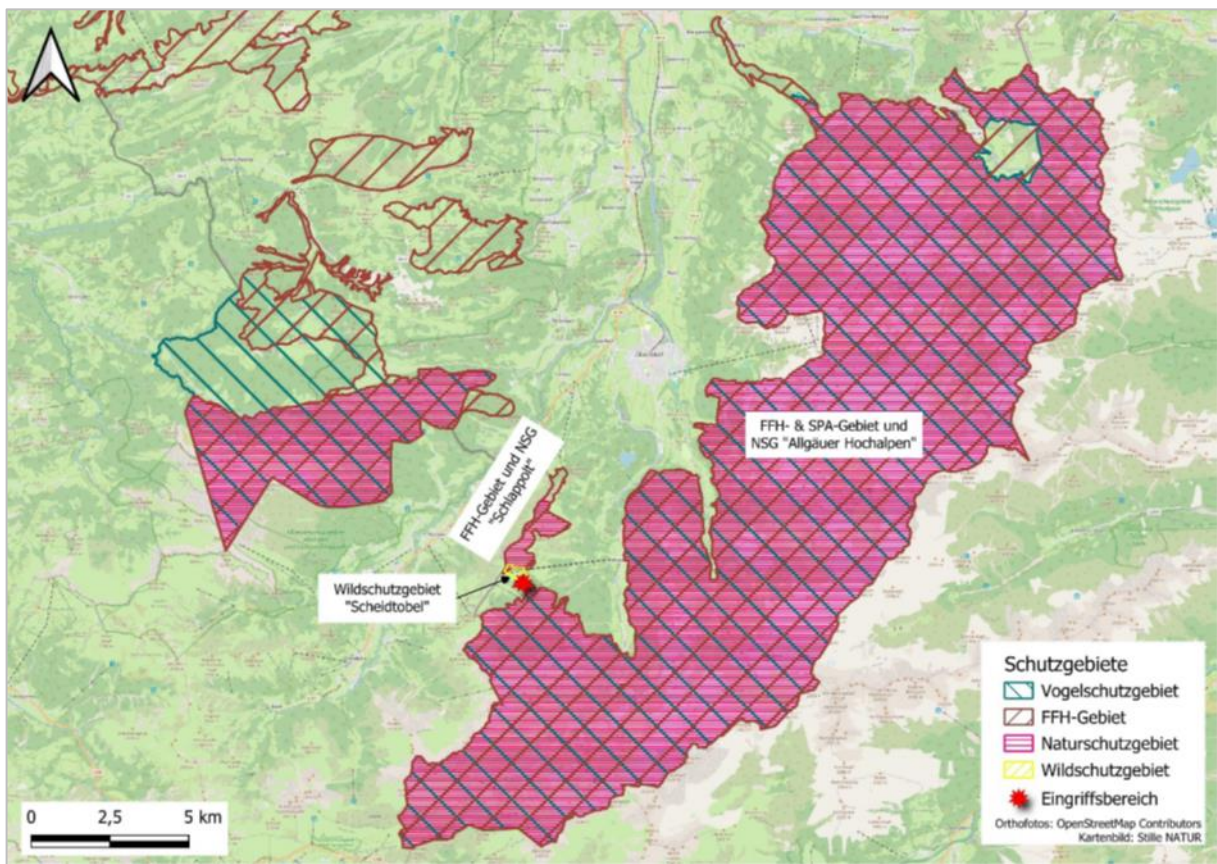 FFH-Gebiet und NSG
"Schlappolt"
FFH- & SPA-Gebiet und
NSG "Allgäuer Hochalpen"
Wildschutzgebiet
"Scheidtobel"
Schutzgebiete
Vogelschutzgebiet
FFH-Gebiet
Naturschutzgebiet
Wildschutzgebiet
Eingriffsbereich
Orthofotos: OpenStreetMap Contributors
Kartenbild: Stille NATUR
0 2,5 5 km